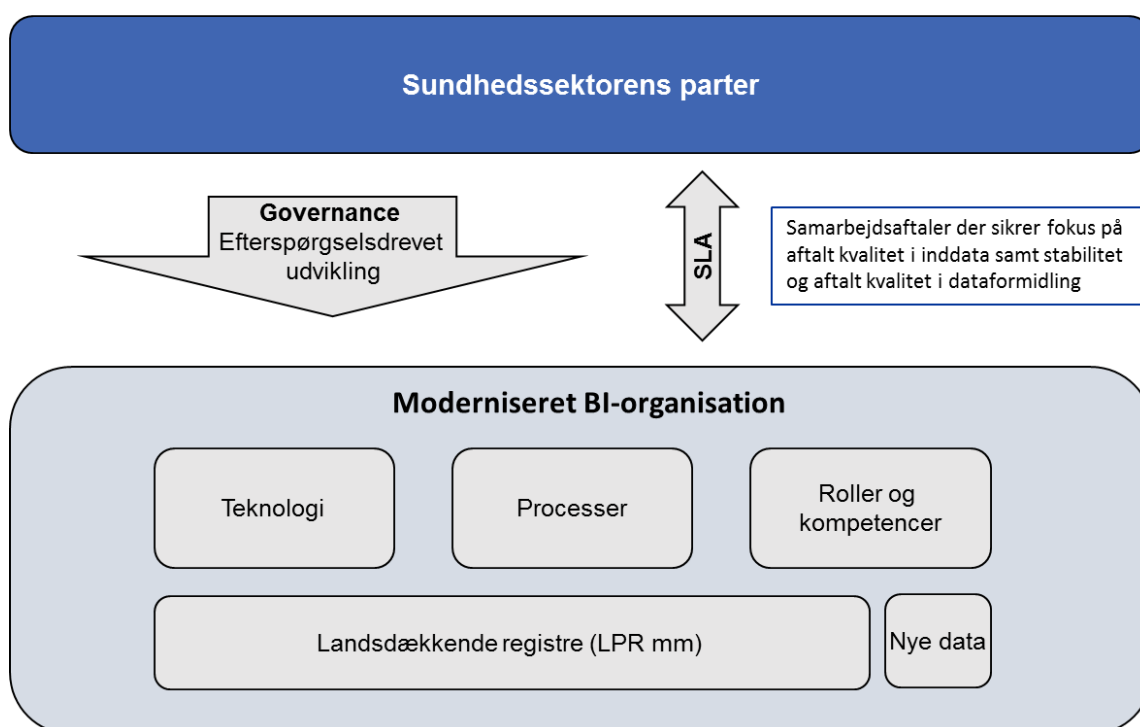 Sundhedssektorens parter
Governance
Efterspørgselsdrevet
udvikling
SLA
Samarbejdsaftaler der sikrer fokus på
aftalt kvalitet i inddata samt stabilitet
og aftalt kvalitet i dataformidling
Moderniseret BI-organisation
Teknologi
Processer
Roller og
kompetencer
Landsdækkende registre (LPR mm)
Nye data